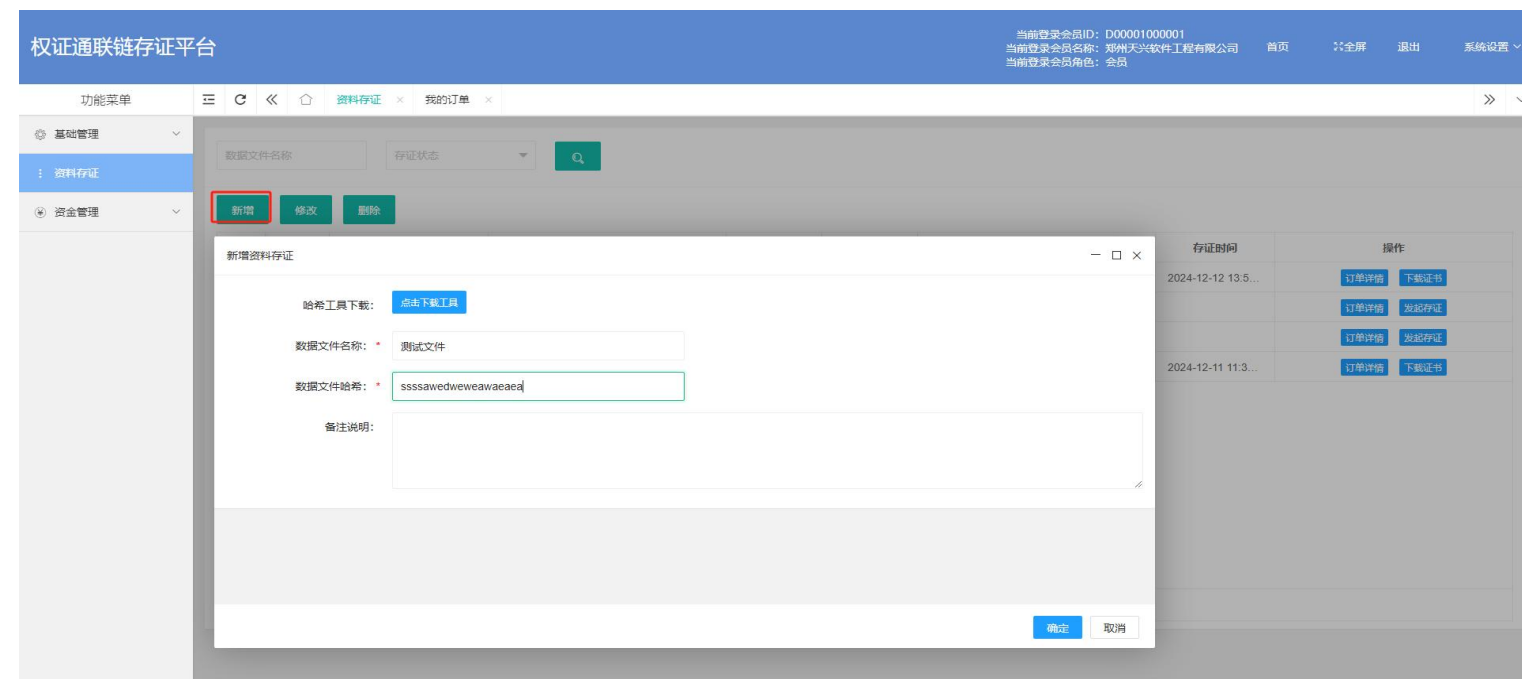 权证通联链存证平台
当前登录会员ID: D00001000001
当前登录会员名称: 郑州天兴软件工程有限公司
当前登录会员角色: 会员
首页 全屏 退出 系统设置
功能菜单
资料存证 我的订单
基础管理
资料存证
资金管理
数据文件名称 存证状态
新增 修改 删除
存证时间 操作
2024-12-12 13:5... 订单详情 下载证书
订单详情 发起存证
订单详情 发起存证
2024-12-11 11:3... 订单详情 下载证书
新增资料存证
哈希工具下载: 点击下载工具
数据文件名称: * 测试文件
数据文件哈希: * ssssawedweweawaeaea
备注说明:
确定 取消